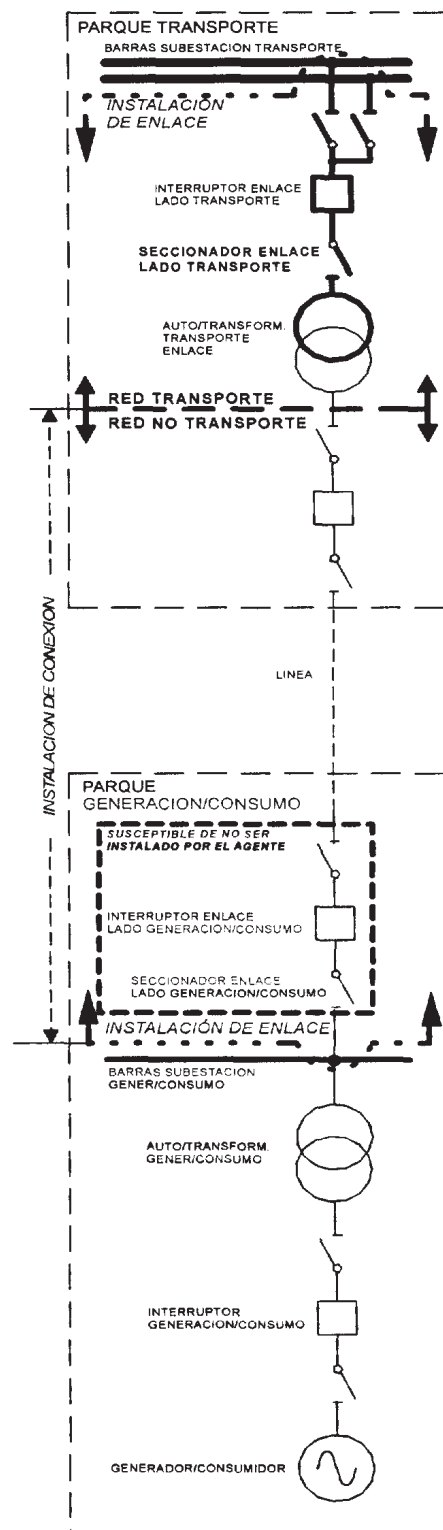 PARQUE TRANSPORTE
BARRAS SUBESTACION TRANSPORTE
INSTALACIÓN
DE ENLACE
INTERRUPTOR ENLACE
LADO TRANSPORTE
SECCIONADOR ENLACE
LADO TRANSPORTE
AUTO/TRANSFORM.
TRANSPORTE
ENLACE
RED TRANSPORTE
RED NO TRANSPORTE
INSTALACION DE CONEXION
LINEA
PARQUE
GENERACION/CONSUMO
SUSCEPTIBLE DE NO SER
INSTALADO POR EL AGENTE
INTERRUPTOR ENLACE
LADO GENERACION/CONSUMO
SECCIONADOR ENLACE
LADO GENERACION/CONSUMO
INSTALACIÓN DE ENLACE
BARRAS SUBESTACION
GENER/CONSUMO
AUTO/TRANSFORM.
GENER/CONSUMO
INTERRUPTOR
GENERACION/CONSUMO
GENERADOR/CONSUMIDOR